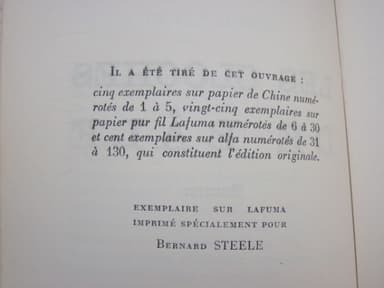 IL A ÉTÉ TIRÉ DE CET OUVRAGE :
cinq exemplaires sur papier de Chine numé-
rotés de 1 à 5, vingt-cinq exemplaires sur
papier pur fil Lafuma numérotés de 6 à 30
et cent exemplaires sur alfa numérotés de 31
à 130, qui constituent l'édition originale.
EXEMPLAIRE SUR LAFUMA
IMPRIMÉ SPÉCIALEMENT POUR
BERNARD STEELE